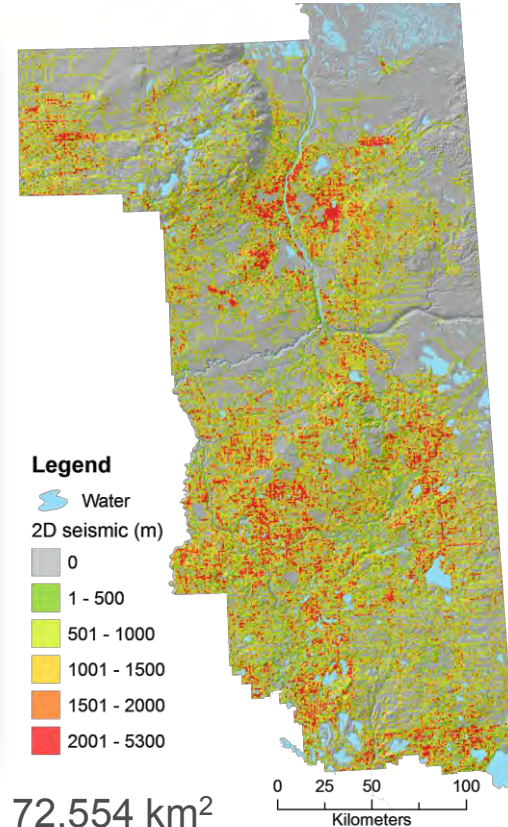 Legend
Water
2D seismic (m)
0
1 - 500
501 - 1000
1001 - 1500
1501 - 2000
2001 - 5300
72,554 km²
0 25 50 100
Kilometers